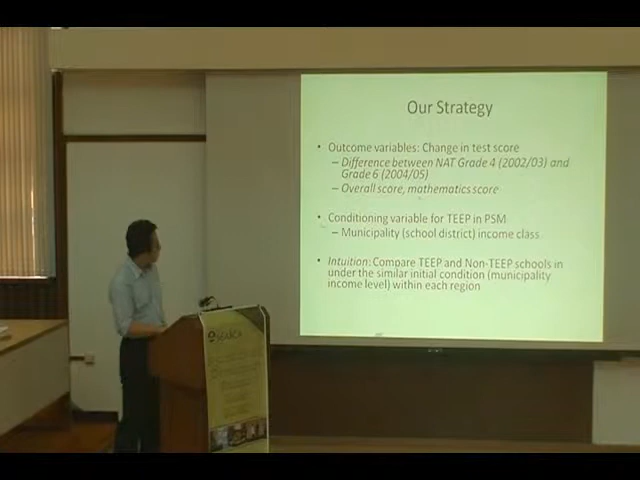 Our Strategy
• Outcome variables: Change in test score
– Difference between NAT Grade 4 (2002/03) and
Grade 6 (2004/05)
– Overall score, mathematics score
• Conditioning variable for TEEP in PSM
– Municipality (school district) income class
• Intuition: Compare TEEP and Non-TEEP schools in
under the similar initial condition (municipality
income level) within each region
SEARCA